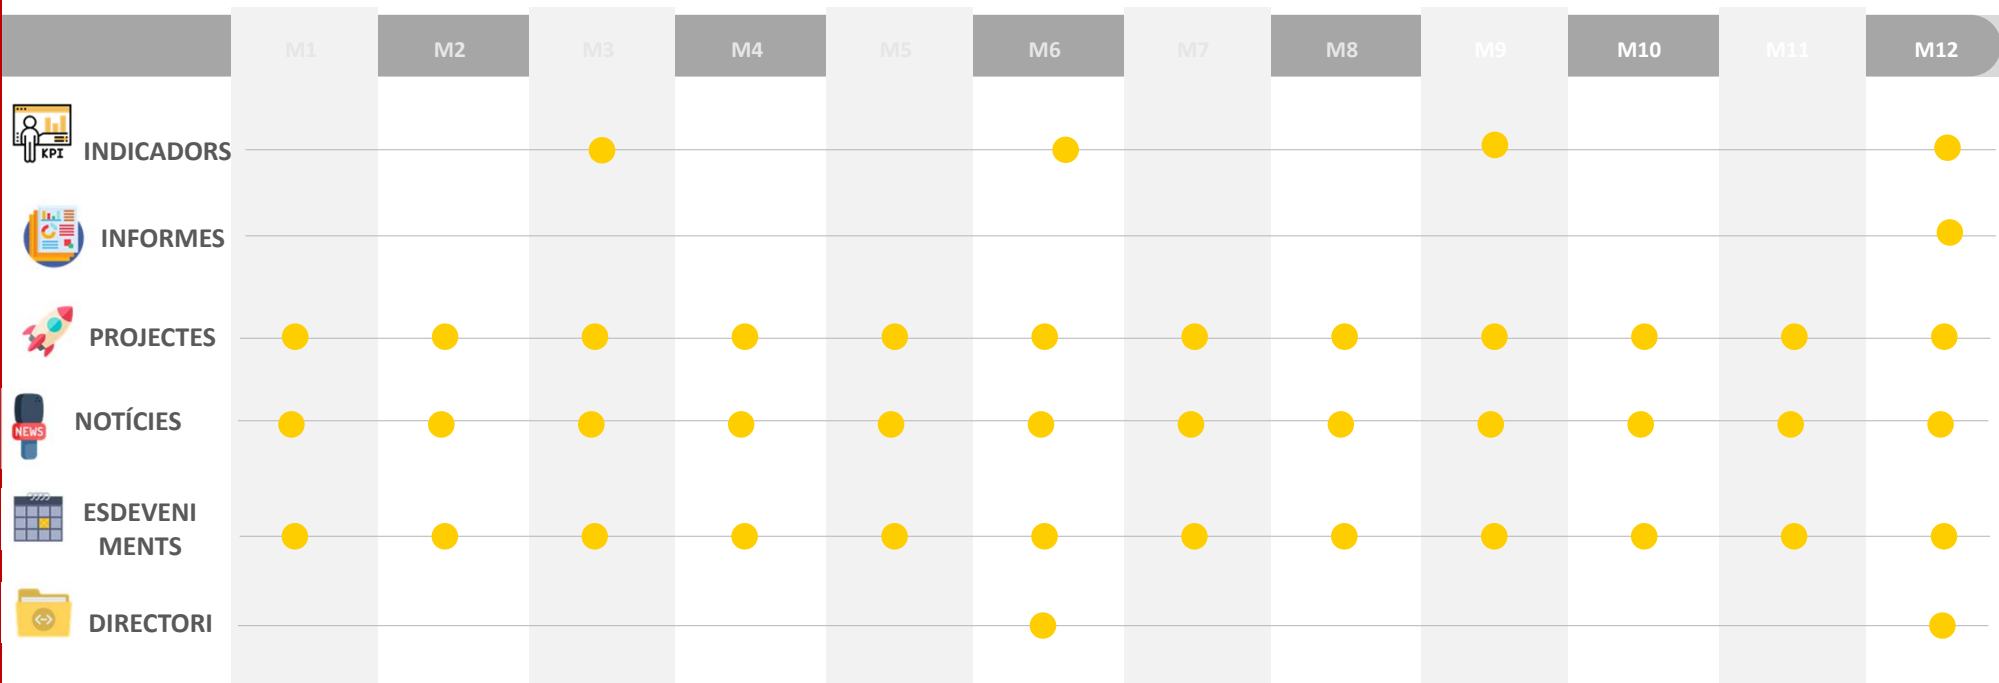 M1 M2 M3 M4 M5 M6 M7 M8 M9 M10 M11 M12
KPI
INDICADORS
INFORMES
PROJECTES
NOTÍCIES
NEWS
ESDEVENI
MENTS
DIRECTORI